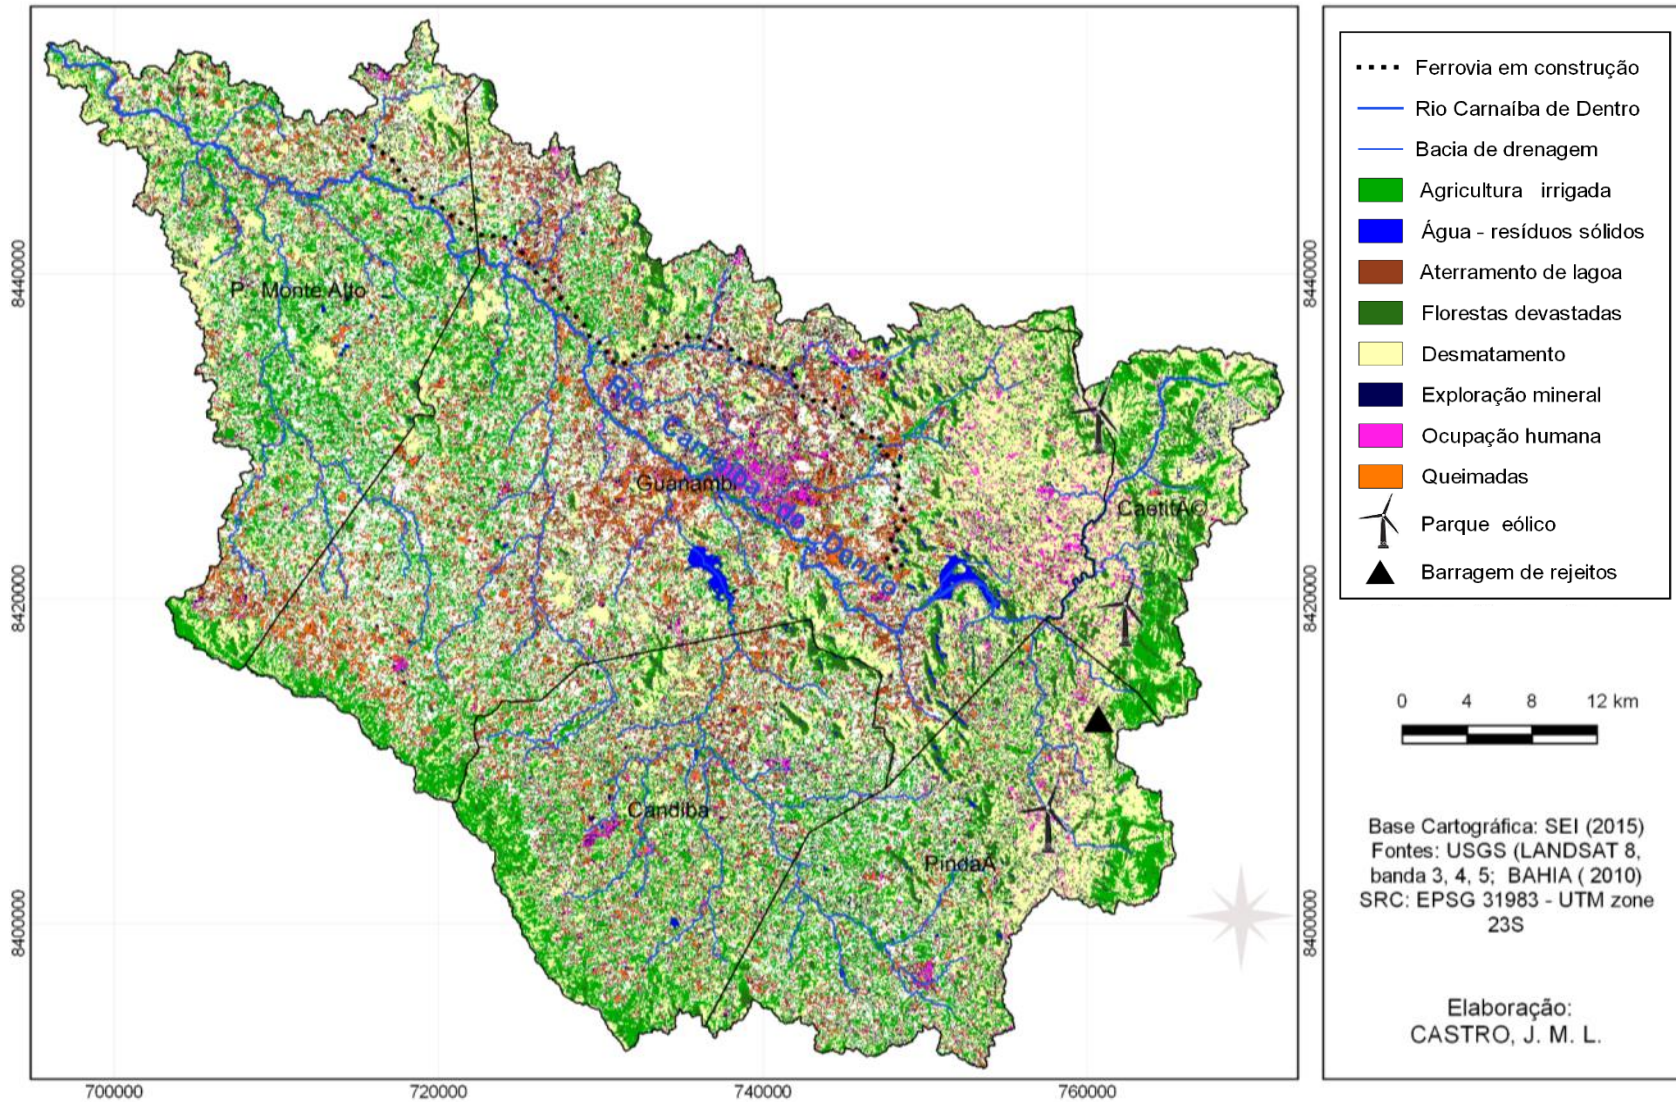 P. Monte Alto
Rio Carnaíba de Dentro
Guanambi
CaetitÃ©
Candiba
PindaÃ
8440000
8420000
8400000
8440000
8420000
8400000
700000
720000
740000
760000
Ferrovia em construção
Rio Carnaíba de Dentro
Bacia de drenagem
Agricultura irrigada
Água - resíduos sólidos
Aterramento de lagoa
Florestas devastadas
Desmatamento
Exploração mineral
Ocupação humana
Queimadas
Parque eólico
Barragem de rejeitos
0 4 8 12 km
Base Cartográfica: SEI (2015)
Fontes: USGS (LANDSAT 8,
banda 3, 4, 5; BAHIA ( 2010)
SRC: EPSG 31983 - UTM zone
23S
Elaboração:
CASTRO, J. M. L.